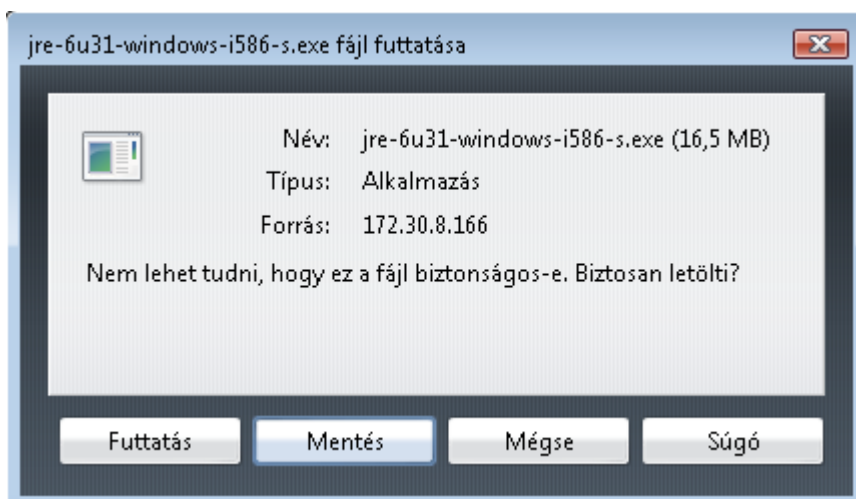 jre-6u31-windows-i586-s.exe fájl futtatása
Név: jre-6u31-windows-i586-s.exe (16,5 MB)
Típus: Alkalmazás
Forrás: 172.30.8.166
Nem lehet tudni, hogy ez a fájl biztonságos-e. Biztosan letölti?
Futtatás Mentés Mégse Súgó